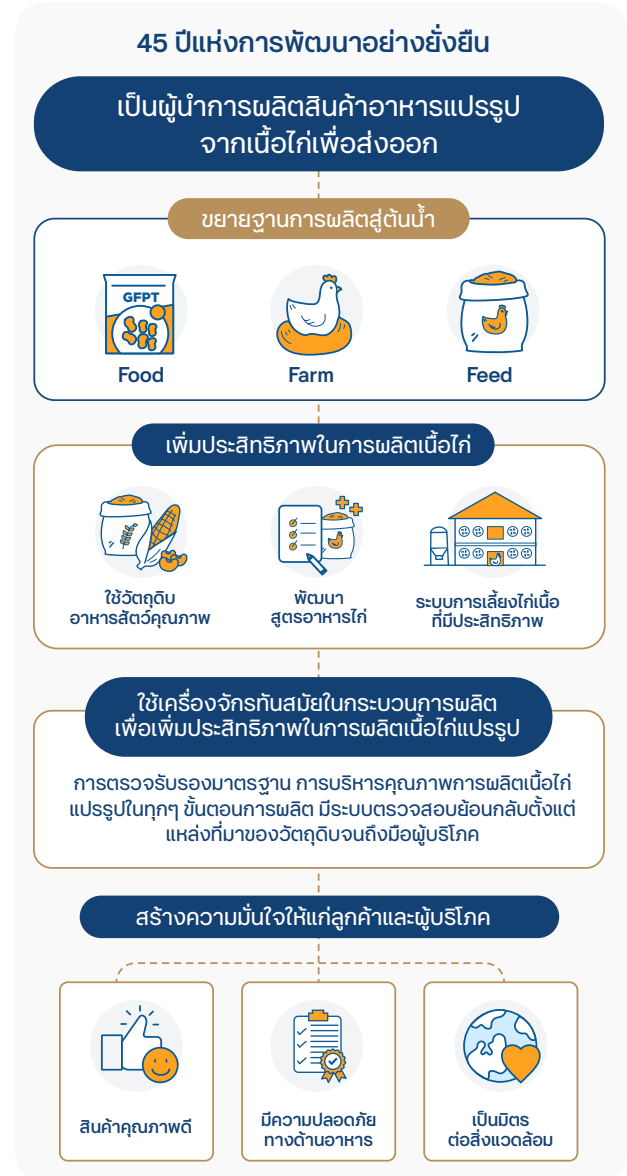 45 ปีแห่งการพัฒนาอย่างยั่งยืน
เป็นผู้นำการผลิตสินค้าอาหารแปรรูป
จากเนื้อไก่เพื่อส่งออก
ขยายฐานการผลิตสู่ต้นน้ำ
GFPT
Food
Farm
Feed
เพิ่มประสิทธิภาพในการผลิตเนื้อไก่
ใช้วัตถุดิบ
อาหารสัตว์คุณภาพ
พัฒนา
สูตรอาหารไก่
ระบบการเลี้ยงไก่เนื้อ
ที่มีประสิทธิภาพ
ใช้เครื่องจักรทันสมัยในกระบวนการผลิต
เพื่อเพิ่มประสิทธิภาพในการผลิตเนื้อไก่แปรรูป
การตรวจรับรองมาตรฐาน การบริหารคุณภาพการผลิตเนื้อไก่
แปรรูปในทุกๆ ขั้นตอนการผลิต มีระบบตรวจสอบย้อนกลับตั้งแต่
แหล่งที่มาของวัตถุดิบจนถึงมือผู้บริโภค
สร้างความมั่นใจให้แก่ลูกค้าและผู้บริโภค
สินค้าคุณภาพดี
มีความปลอดภัย
ทางด้านอาหาร
เป็นมิตร
ต่อสิ่งแวดล้อม